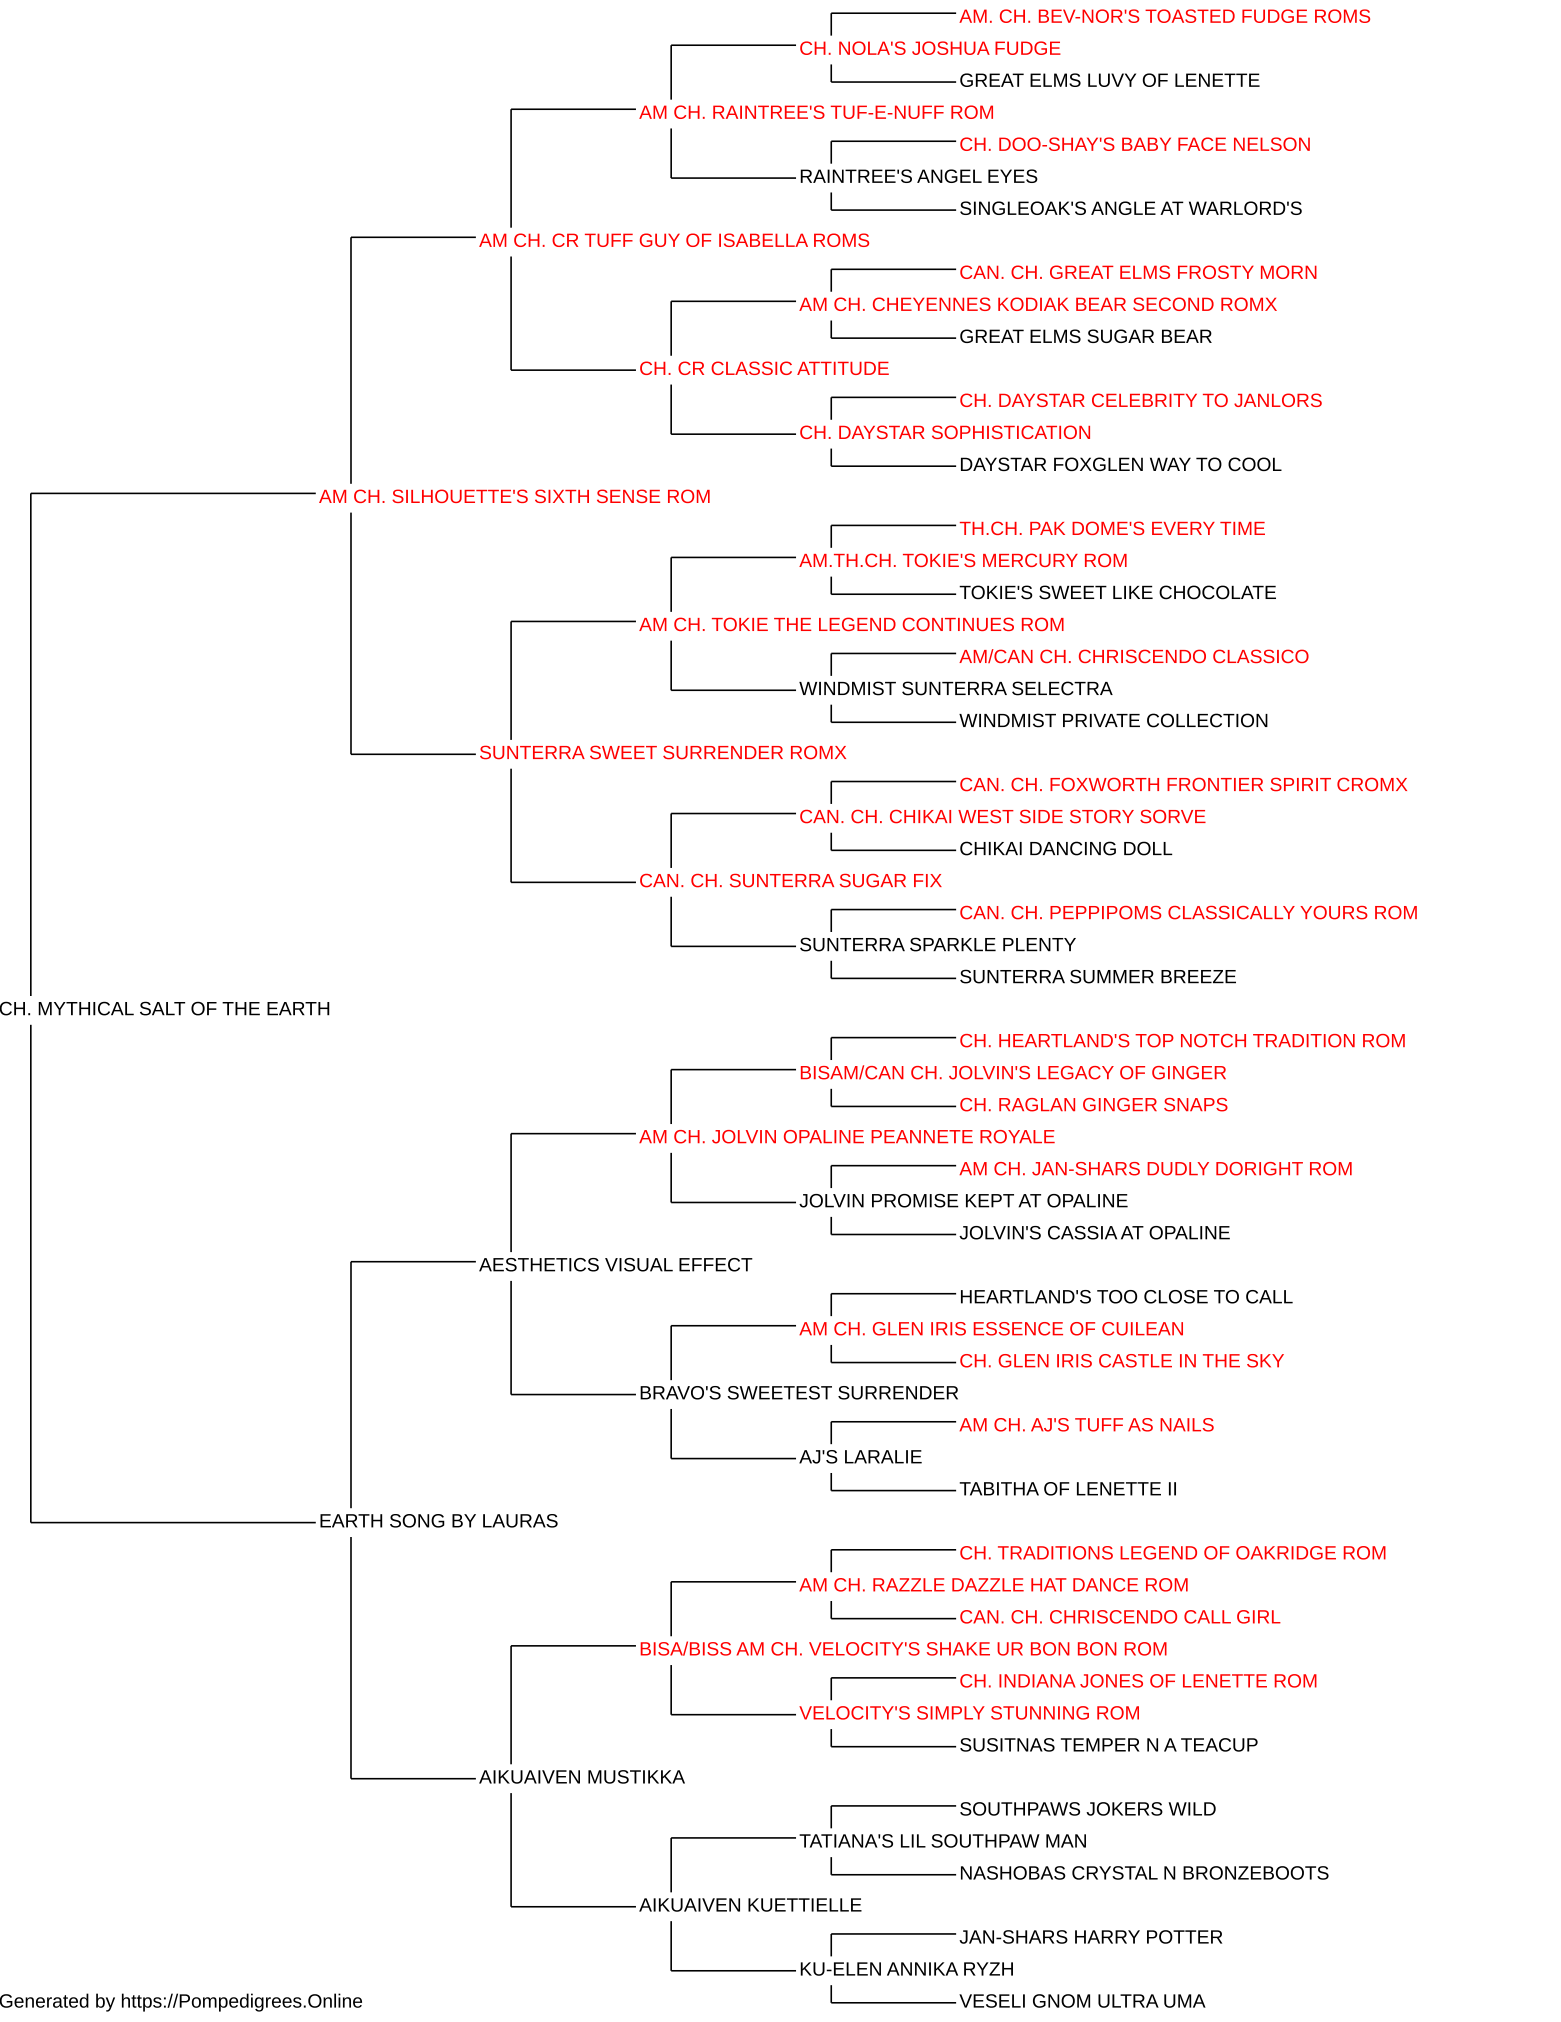 AM. CH. BEV-NOR'S TOASTED FUDGE ROMS
CH. NOLA'S JOSHUA FUDGE
GREAT ELMS LUVY OF LENETTE
AM CH. RAINTREE'S TUF-E-NUFF ROM
CH. DOO-SHAY'S BABY FACE NELSON
RAINTREE'S ANGEL EYES
SINGLEOAK'S ANGLE AT WARLORD'S
AM CH. CR TUFF GUY OF ISABELLA ROMS
CAN. CH. GREAT ELMS FROSTY MORN
AM CH. CHEYENNES KODIAK BEAR SECOND ROMX
GREAT ELMS SUGAR BEAR
CH. CR CLASSIC ATTITUDE
CH. DAYSTAR CELEBRITY TO JANLORS
CH. DAYSTAR SOPHISTICATION
DAYSTAR FOXGLEN WAY TO COOL
AM CH. SILHOUETTE'S SIXTH SENSE ROM
TH.CH. PAK DOME'S EVERY TIME
AM.TH.CH. TOKIE'S MERCURY ROM
TOKIE'S SWEET LIKE CHOCOLATE
AM CH. TOKIE THE LEGEND CONTINUES ROM
AM/CAN CH. CHRISCENDO CLASSICO
WINDMIST SUNTERRA SELECTRA
WINDMIST PRIVATE COLLECTION
SUNTERRA SWEET SURRENDER ROMX
CAN. CH. FOXWORTH FRONTIER SPIRIT CROMX
CAN. CH. CHIKAI WEST SIDE STORY SORVE
CHIKAI DANCING DOLL
CAN. CH. SUNTERRA SUGAR FIX
CAN. CH. PEPPIPOMS CLASSICALLY YOURS ROM
SUNTERRA SPARKLE PLENTY
SUNTERRA SUMMER BREEZE
CH. MYTHICAL SALT OF THE EARTH
CH. HEARTLAND'S TOP NOTCH TRADITION ROM
BISAM/CAN CH. JOLVIN'S LEGACY OF GINGER
CH. RAGLAN GINGER SNAPS
AM CH. JOLVIN OPALINE PEANNETE ROYALE
AM CH. JAN-SHARS DUDLY DORIGHT ROM
JOLVIN PROMISE KEPT AT OPALINE
JOLVIN'S CASSIA AT OPALINE
AESTHETICS VISUAL EFFECT
HEARTLAND'S TOO CLOSE TO CALL
AM CH. GLEN IRIS ESSENCE OF CUILEAN
CH. GLEN IRIS CASTLE IN THE SKY
BRAVO'S SWEETEST SURRENDER
AM CH. AJ'S TUFF AS NAILS
AJ'S LARALIE
TABITHA OF LENETTE II
EARTH SONG BY LAURAS
CH. TRADITIONS LEGEND OF OAKRIDGE ROM
AM CH. RAZZLE DAZZLE HAT DANCE ROM
CAN. CH. CHRISCENDO CALL GIRL
BISA/BISS AM CH. VELOCITY'S SHAKE UR BON BON ROM
CH. INDIANA JONES OF LENETTE ROM
VELOCITY'S SIMPLY STUNNING ROM
SUSITNAS TEMPER N A TEACUP
AIKUAIVEN MUSTIKKA
SOUTHPAWS JOKERS WILD
TATIANA'S LIL SOUTHPAW MAN
NASHOBAS CRYSTAL N BRONZEBOOTS
AIKUAIVEN KUETTIELLE
JAN-SHARS HARRY POTTER
KU-ELEN ANNIKA RYZH
VESELI GNOM ULTRA UMA
Generated by https://Pompedigrees.Online